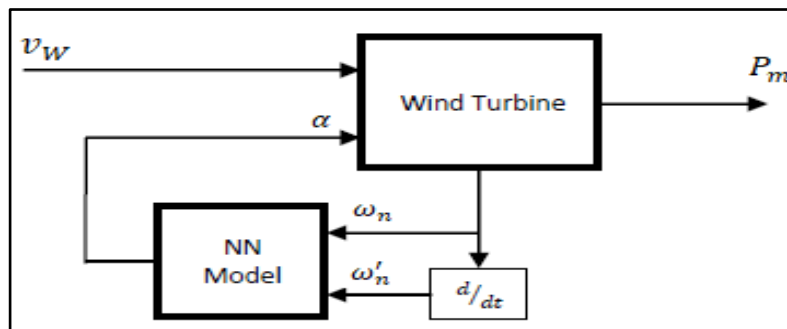 v_W
P_m
Wind Turbine
α
ω_n
NN
Model
ω'_n
d/dt